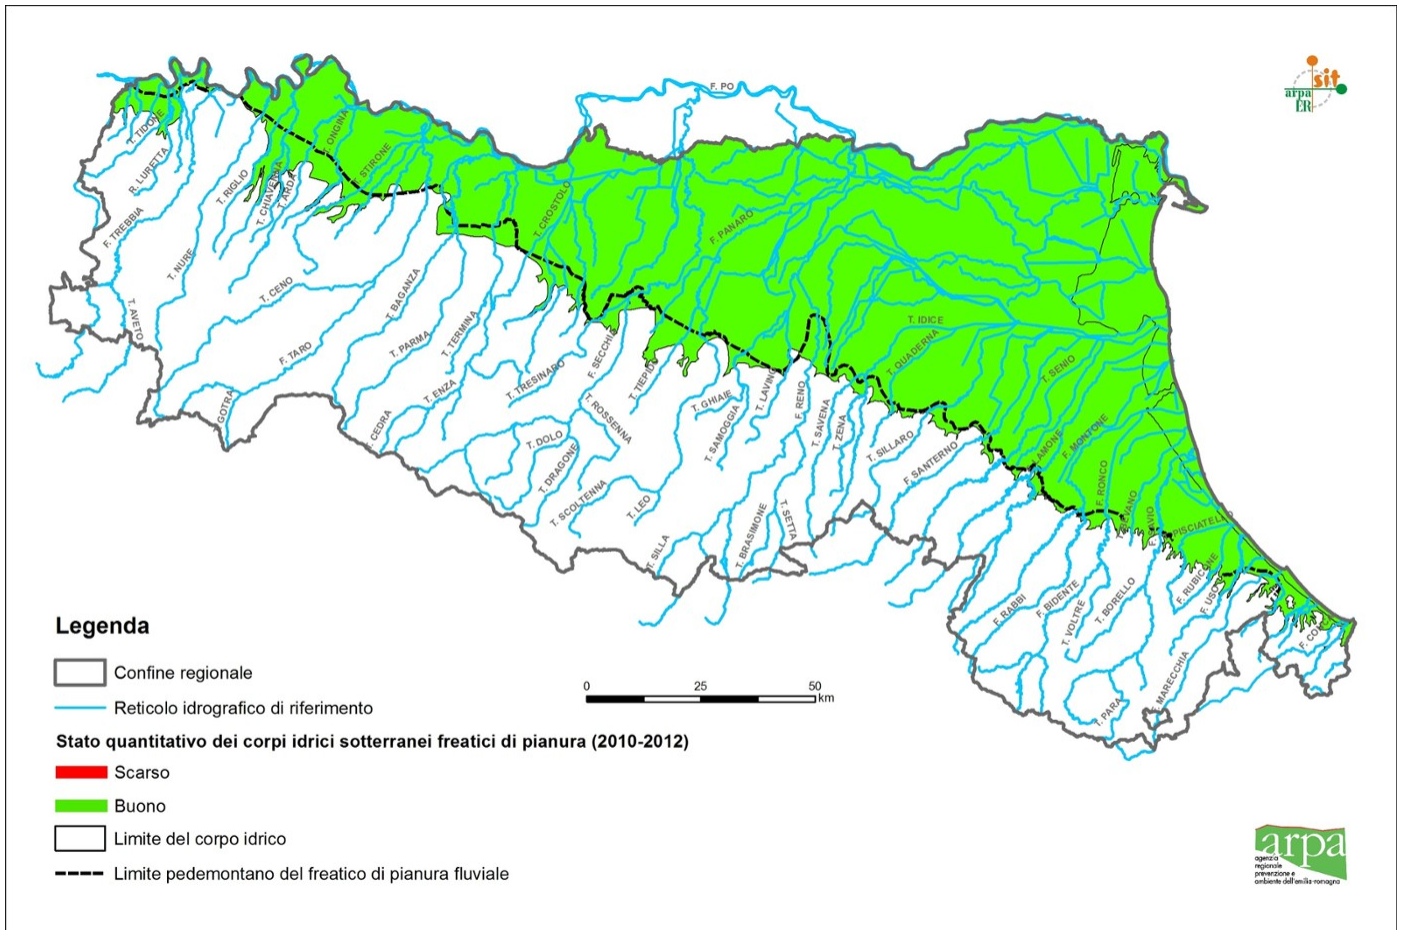 sit
arpa
ER
F. PO
T. TIDONE
R. LURETTA
F. TREBBIA
T. NURE
T. AVETO
T. RIGLIO
T. CHIAVENNA
T. ARDA
T. ONGINA
T. STIRONE
T. CENO
F. TARO
GOTRA
T. BAGANZA
T. PARMA
T. TERMINA
T. ENZA
T. CEDRA
T. CROSTOLO
T. TRESINARO
F. SECCHIA
T. TIEPIDO
T. ROSSENNA
T. DOLO
T. DRAGONE
T. SCOLTENNA
T. LEO
F. PANARO
T. GHIAIE
T. SAMOGGIA
T. LAVINO
F. RENO
T. SAVENA
T. ZENA
T. SILLA
T. BRASIMONE
T. SETTA
T. IDICE
T. QUADERNA
T. SILLARO
F. SANTERNO
T. SENIO
LAMONE
F. MONTONE
F. RONCO
T. BEVANO
F. SAVIO
PISCIATELLO
F. RUBICONE
F. USO
F. RABBI
F. BIDENTE
T. VOLTRE
T. BORELLO
T. PARA
F. MARECCHIA
Legenda
Confine regionale
Reticolo idrografico di riferimento
Stato quantitativo dei corpi idrici sotterranei freatici di pianura (2010-2012)
Scarso
Buono
Limite del corpo idrico
Limite pedemontano del freatico di pianura fluviale
0 25 50
km
arpa
agenzia
regionale
prevenzione e
ambiente dell'emilia-romagna